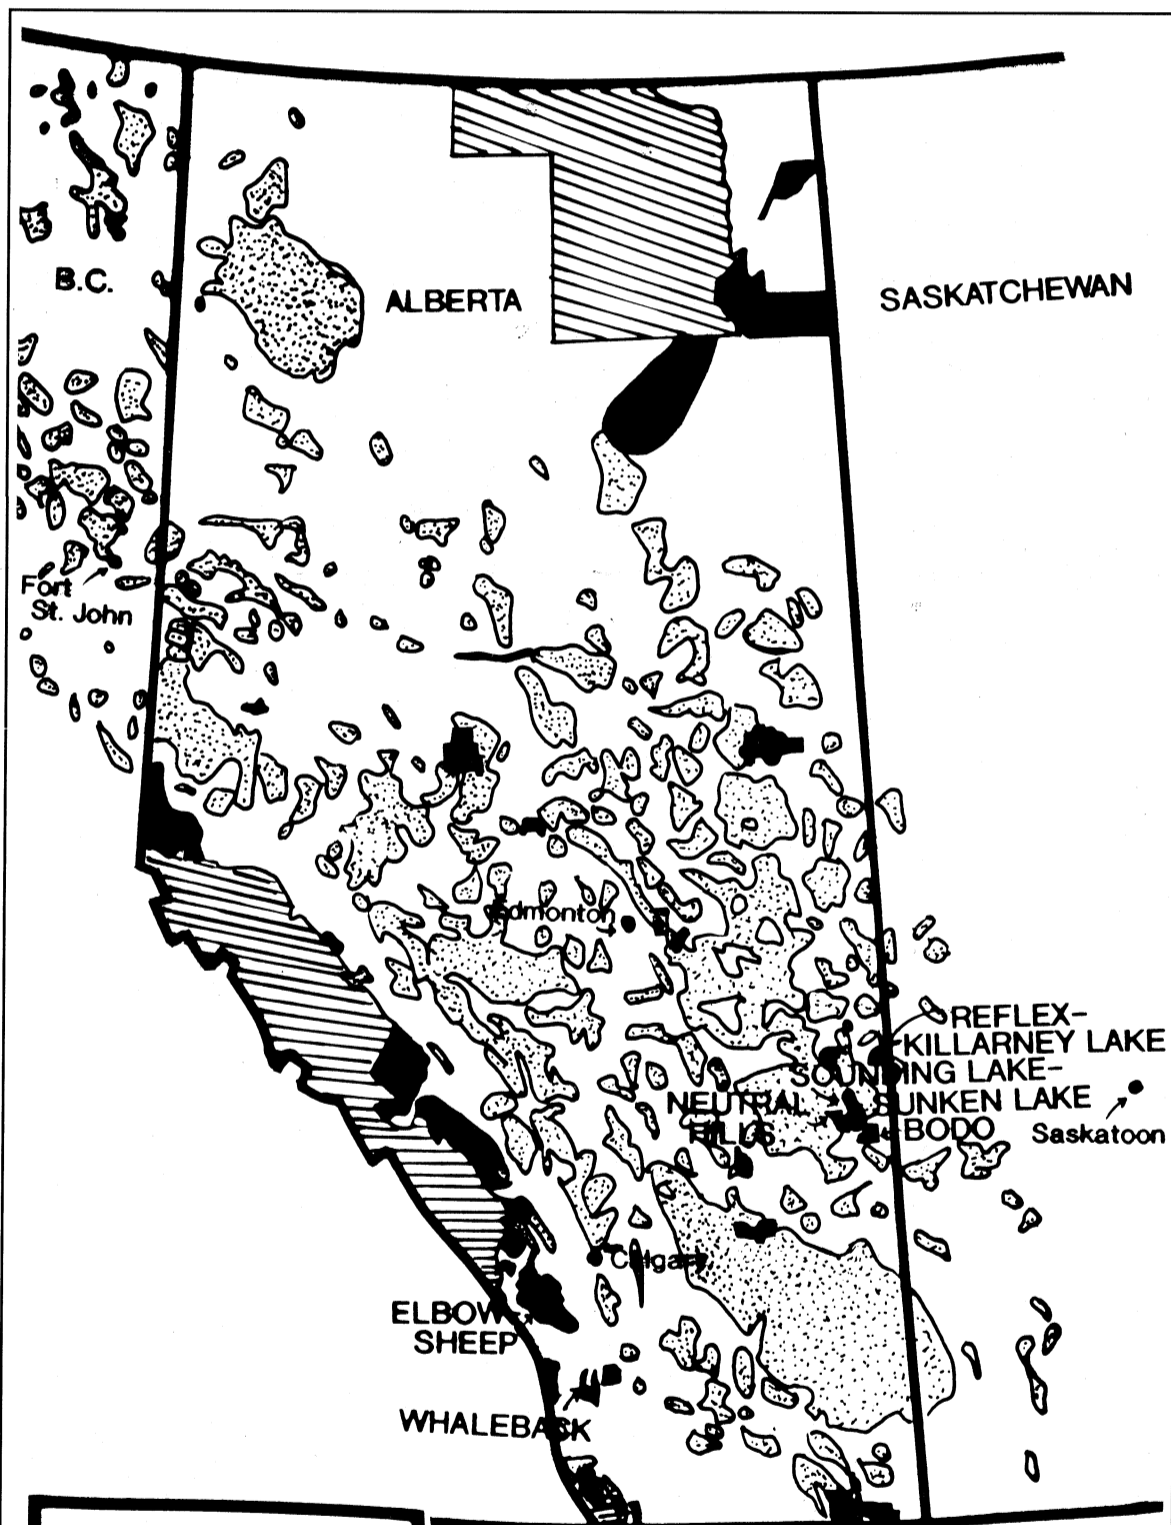 B.C.
ALBERTA
SASKATCHEWAN
Fort
St. John
Edmonton
REFLEX-
KILLARNEY LAKE
SOUNDING LAKE-
SUNKEN LAKE
NEUTRAL
HILLS
BODO
Saskatoon
Calgary
ELBOW-
SHEEP
WHALEBACK